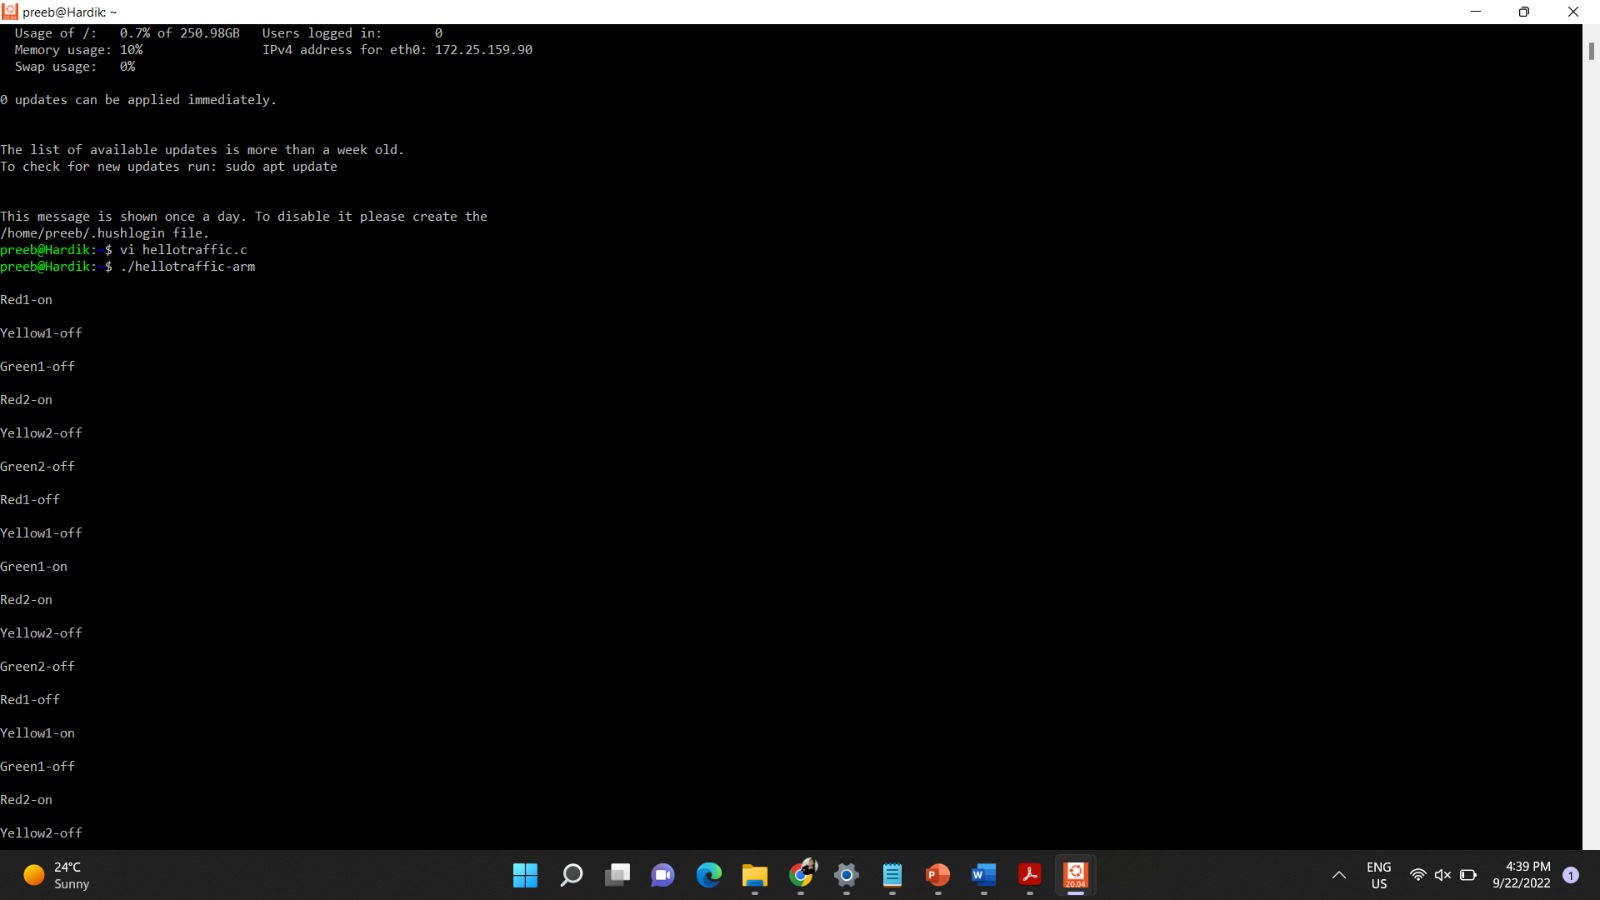 preeb@Hardik: ~
Usage of /:   0.7% of 250.98GB   Users logged in:       0
Memory usage: 10%                IPv4 address for eth0: 172.25.159.90
Swap usage:   0%
0 updates can be applied immediately.
The list of available updates is more than a week old.
To check for new updates run: sudo apt update
This message is shown once a day. To disable it please create the
/home/preeb/.hushlogin file.
preeb@Hardik:~$ vi hellotraffic.c
preeb@Hardik:~$ ./hellotraffic-arm
Red1-on
Yellow1-off
Green1-off
Red2-on
Yellow2-off
Green2-off
Red1-off
Yellow1-off
Green1-on
Red2-on
Yellow2-off
Green2-off
Red1-off
Yellow1-on
Green1-off
Red2-on
Yellow2-off
24°C
Sunny
20.04
ENG
US
4:39 PM
9/22/2022
1